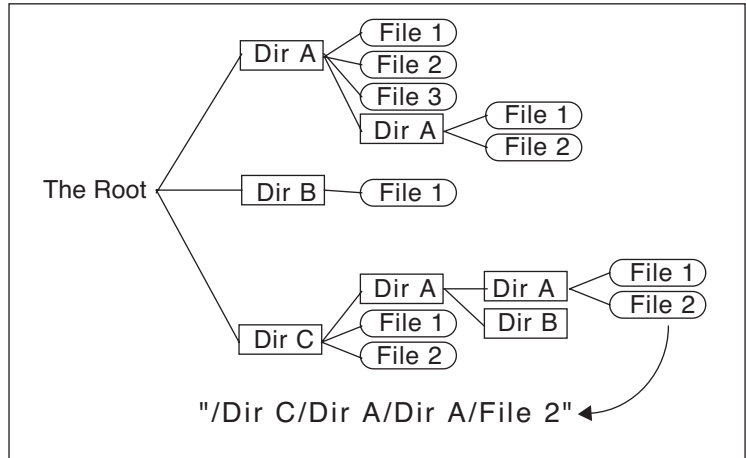 File 1
Dir A
File 2
File 3
Dir A
File 1
File 2
The Root
Dir B
File 1
Dir A
Dir A
File 1
File 2
Dir C
File 1
Dir B
File 2
"/Dir C/Dir A/Dir A/File 2"